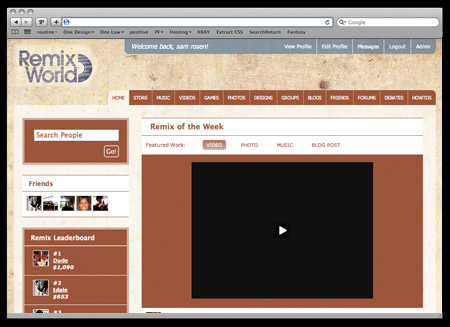 Google
routine
One Design
One Law
postlive
PF
Hosting
XRAY
Extract CSS
SearchReturn
Fantasy
Welcome back, sam rosen!
View Profile
Edit Profile
Messages
Logout
Admin
Remix
World
HOME
STORE
MUSIC
VIDEOS
GAMES
PHOTOS
DESIGNS
GROUPS
BLOGS
FRIENDS
FORUMS
DEBATES
HOWTOS
Search People
Go!
Friends
Remix Leaderboard
#1
Dude
$1,090
#2
tdale
$653
#3
Remix of the Week
Featured Work:
VIDEO
PHOTO
MUSIC
BLOG POST